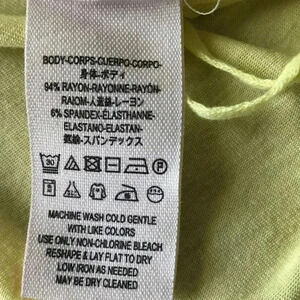 BODY-CORPS-CUERPO-CORPO-
身体-ボディ
94% RAYON-RAYONNE-RAYÓN-
RAIOM-人造絲-レーヨン
6% SPANDEX-ÉLASTHANNE-
ELASTANO-ELASTAN-
弧線-スパンデックス
MACHINE WASH COLD GENTLE
WITH LIKE COLORS
USE ONLY NON-CHLORINE BLEACH
RESHAPE & LAY FLAT TO DRY
LOW IRON AS NEEDED
MAY BE DRY CLEANED